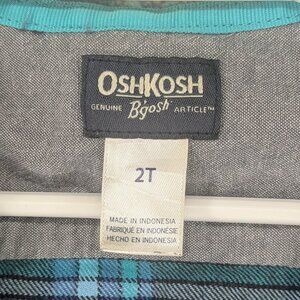 OSHKOSH
GENUINE B'gosh ARTICLE™
2T
MADE IN INDONESIA
FABRIQUÉ EN INDONÉSIE
HECHO EN INDONESIA